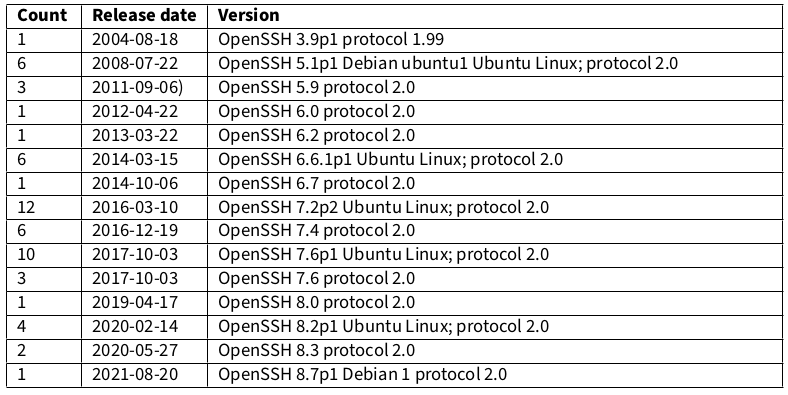 Count Release date Version
1 2004-08-18 OpenSSH 3.9p1 protocol 1.99
6 2008-07-22 OpenSSH 5.1p1 Debian ubuntu1 Ubuntu Linux; protocol 2.0
3 2011-09-06) OpenSSH 5.9 protocol 2.0
1 2012-04-22 OpenSSH 6.0 protocol 2.0
1 2013-03-22 OpenSSH 6.2 protocol 2.0
6 2014-03-15 OpenSSH 6.6.1p1 Ubuntu Linux; protocol 2.0
1 2014-10-06 OpenSSH 6.7 protocol 2.0
12 2016-03-10 OpenSSH 7.2p2 Ubuntu Linux; protocol 2.0
6 2016-12-19 OpenSSH 7.4 protocol 2.0
10 2017-10-03 OpenSSH 7.6p1 Ubuntu Linux; protocol 2.0
3 2017-10-03 OpenSSH 7.6 protocol 2.0
1 2019-04-17 OpenSSH 8.0 protocol 2.0
4 2020-02-14 OpenSSH 8.2p1 Ubuntu Linux; protocol 2.0
2 2020-05-27 OpenSSH 8.3 protocol 2.0
1 2021-08-20 OpenSSH 8.7p1 Debian 1 protocol 2.0